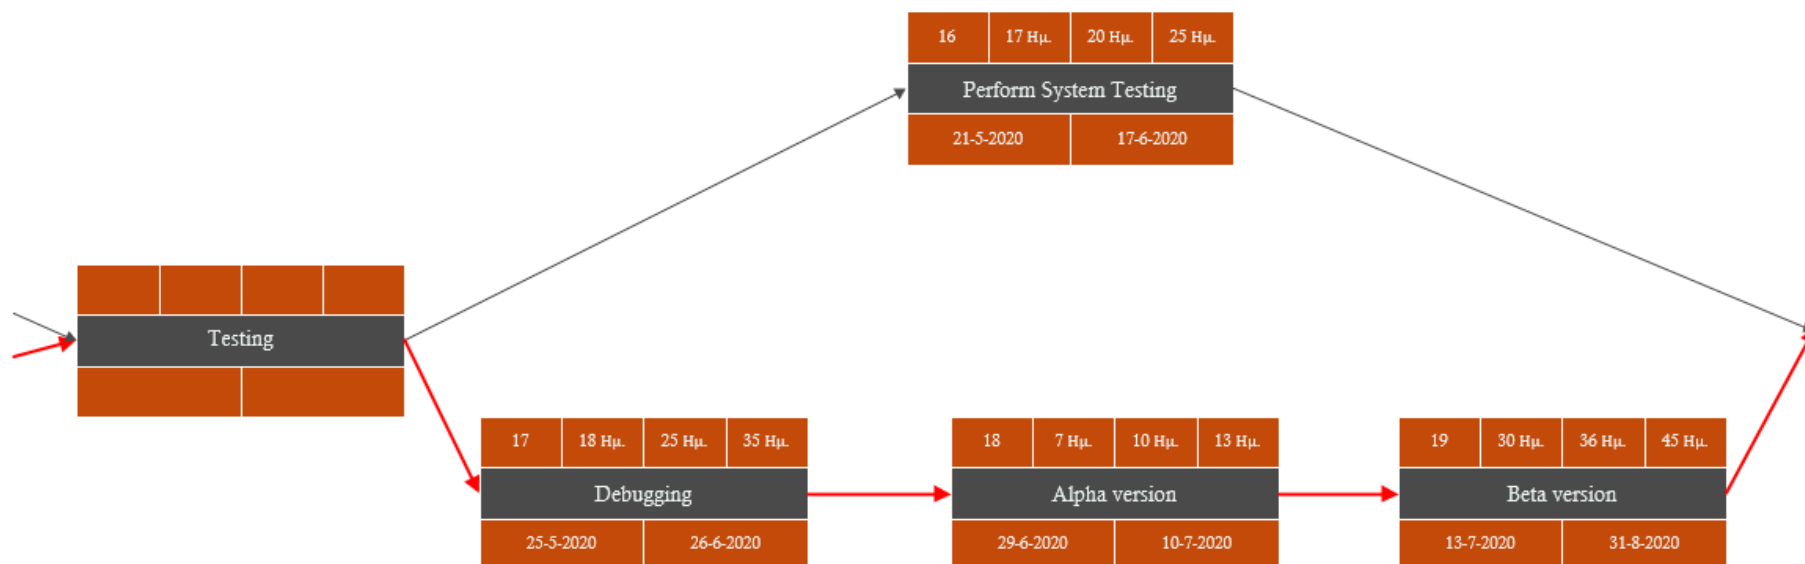 16 17 Ημ. 20 Ημ. 25 Ημ.
Perform System Testing
21-5-2020 17-6-2020
Testing
17 18 Ημ. 25 Ημ. 35 Ημ.
Debugging
25-5-2020 26-6-2020
18 7 Ημ. 10 Ημ. 13 Ημ.
Alpha version
29-6-2020 10-7-2020
19 30 Ημ. 36 Ημ. 45 Ημ.
Beta version
13-7-2020 31-8-2020